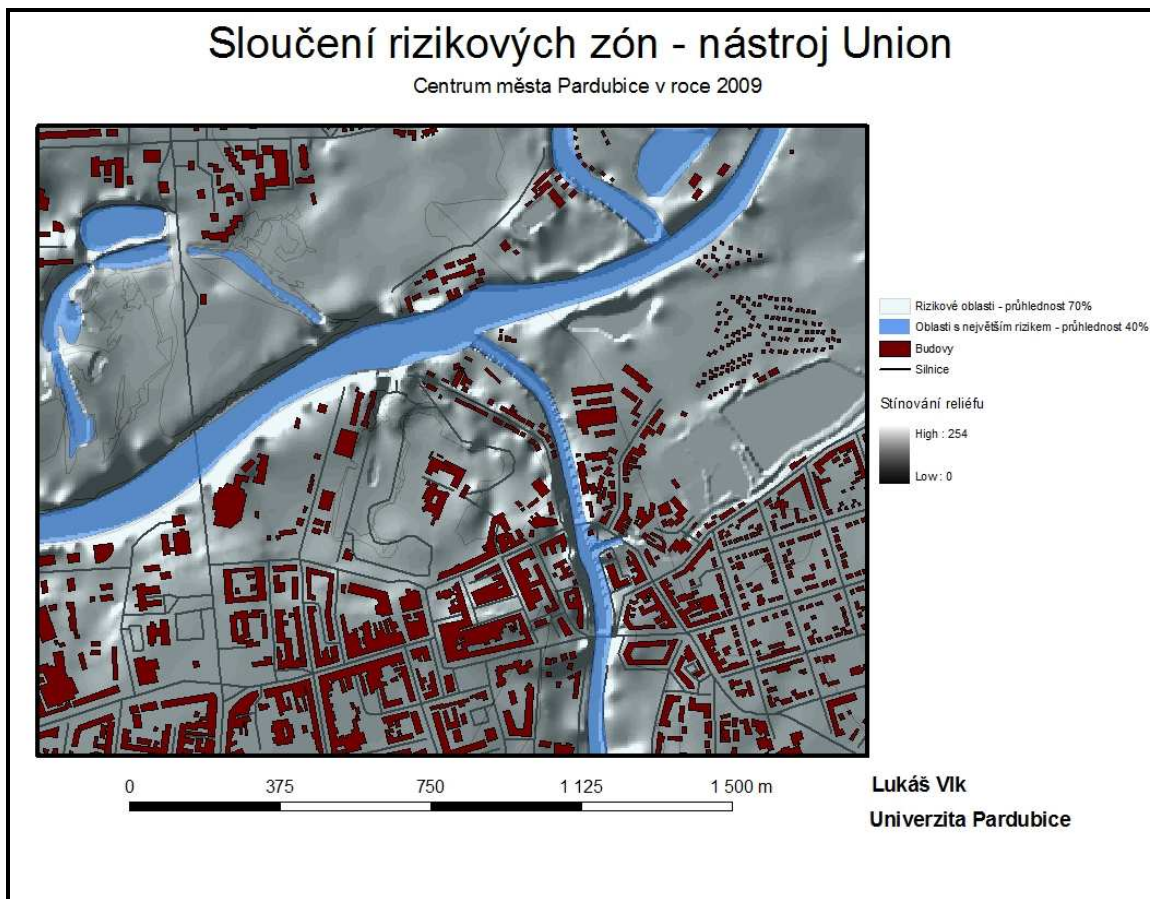 Sloučení rizikových zón - nástroj Union
Centrum města Pardubice v roce 2009
Rizikové oblasti - průhlednost 70%
Oblasti s největším rizikem - průhlednost 40%
Budovy
Silnice
Stínování reliéfu
High : 254
Low : 0
0 375 750 1 125 1 500 m
Lukáš Vlk
Univerzita Pardubice